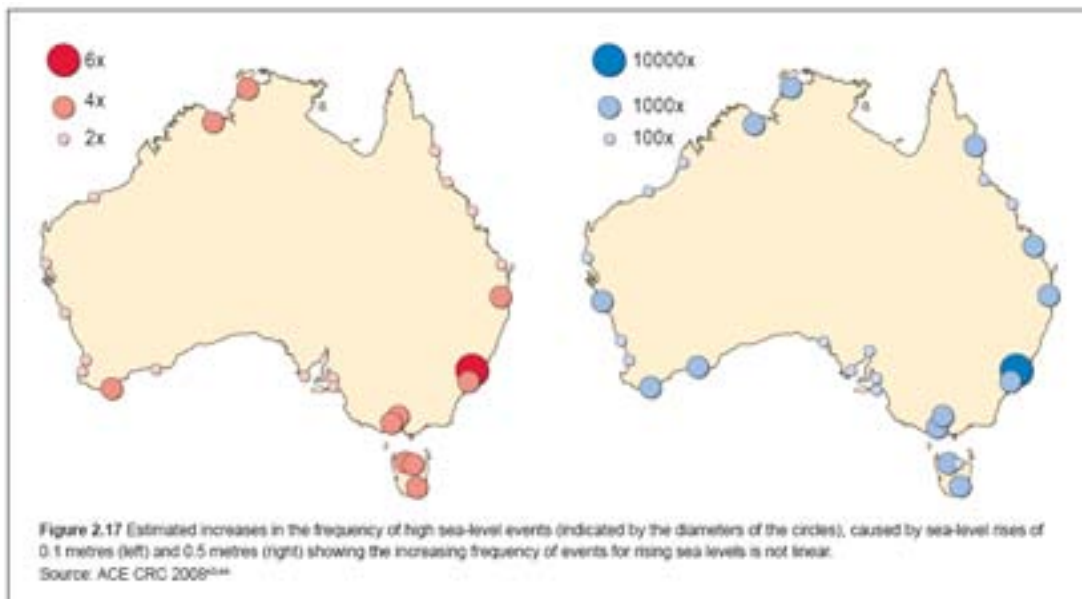 6x
4x
2x
10000x
1000x
100x
Figure 2.17 Estimated increases in the frequency of high sea-level events (indicated by the diameters of the circles), caused by sea-level rises of
0.1 metres (left) and 0.5 metres (right) showing the increasing frequency of events for rising sea levels is not linear.
Source: ACE CRC 2008